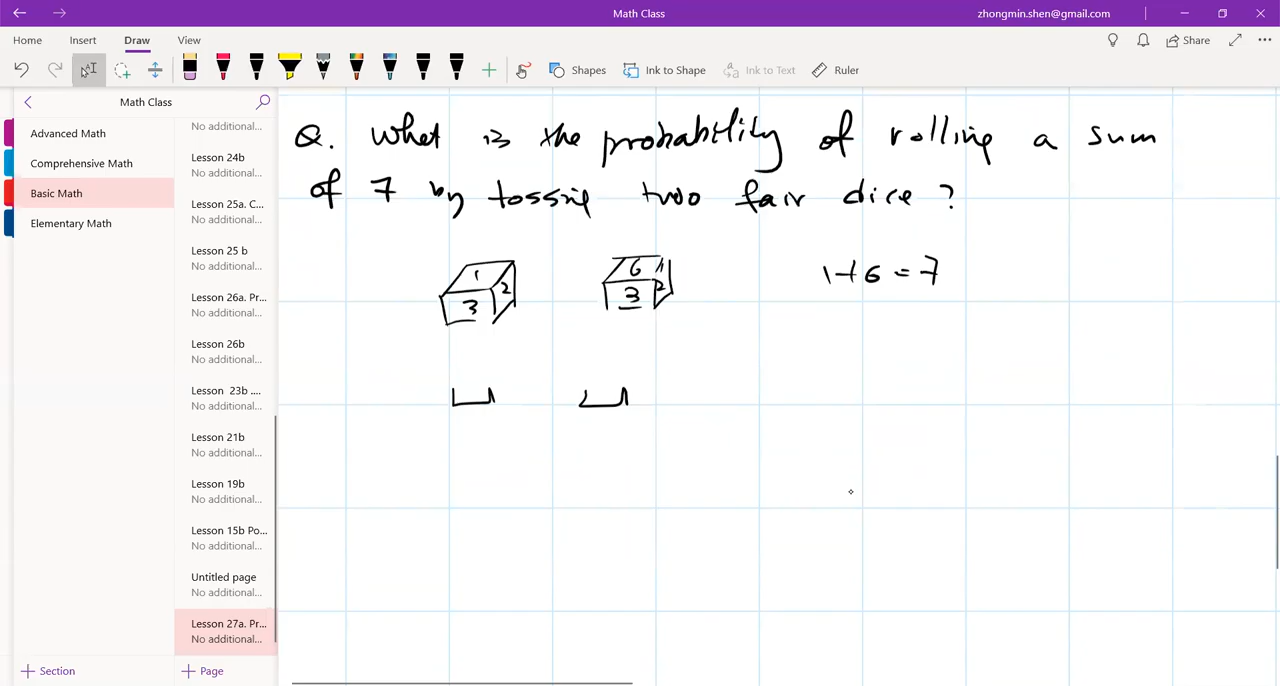 Math Class
zhongmin.shen@gmail.com
Home
Insert
Draw
View
Share
Shapes
Ink to Shape
Ink to Text
Ruler
Math Class
Advanced Math
Comprehensive Math
Basic Math
Elementary Math
No additional...
Lesson 24b
No additional...
Lesson 25a. C...
No additional...
Lesson 25 b
No additional...
Lesson 26a. Pr...
No additional...
Lesson 26b
No additional...
Lesson 23b ....
No additional...
Lesson 21b
No additional...
Lesson 19b
No additional...
Lesson 15b Po...
No additional...
Untitled page
No additional...
Lesson 27a. Pr...
No additional...
Section
Page
Q. What is the probability of rolling a sum
of 7 by tossing two fair dice ?
1 3 2
6 3 2
1+6=7